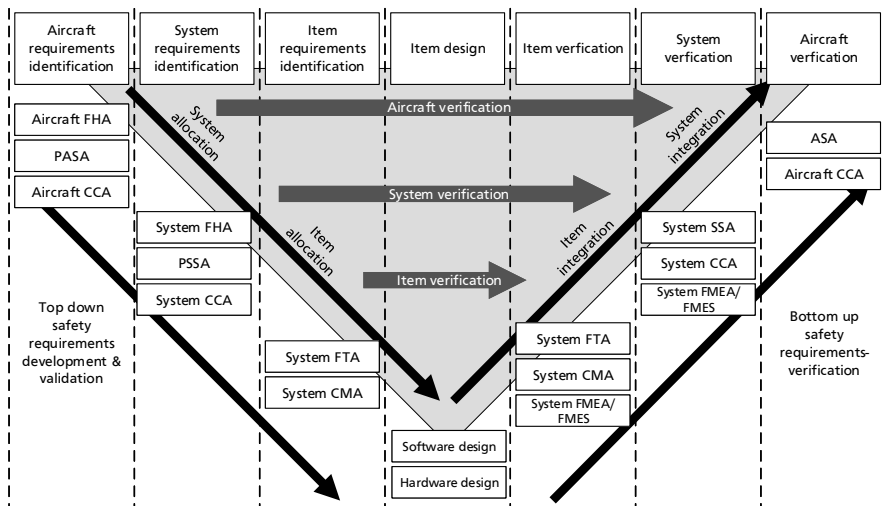 Aircraft
requirements
identification
System
requirements
identification
Item
requirements
identification
Item design
Item verfication
System
verfication
Aircraft
verfication
Aircraft FHA
PASA
Aircraft CCA
System
allocation
Aircraft verification
System
integration
ASA
Aircraft CCA
System verification
System FHA
PSSA
System CCA
Item
allocation
Item
integration
Item verification
System SSA
System CCA
System FMEA/
FMES
Top down
safety
requirements
development &
validation
System FTA
System CMA
System FTA
System CMA
System FMEA/
FMES
Bottom up
safety
requirements-
verification
Software design
Hardware design